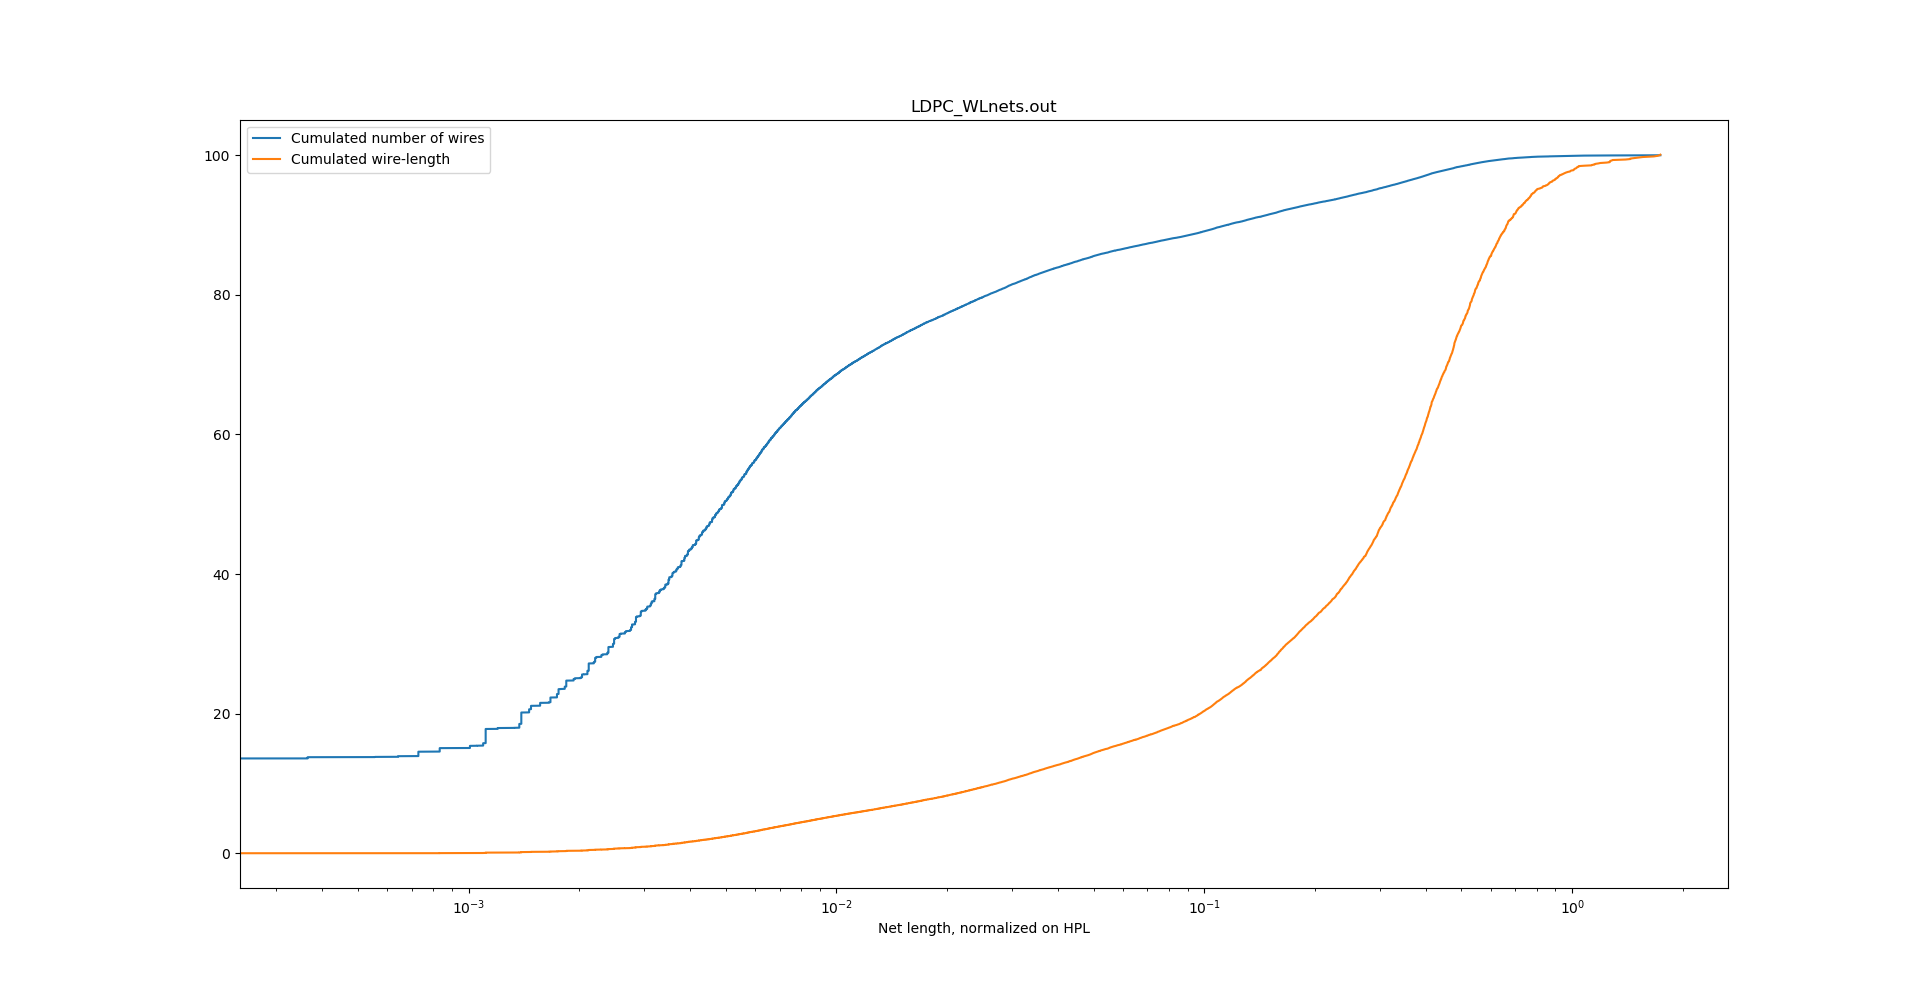 LDPC_WLnets.out
Cumulated number of wires
Cumulated wire-length
100
80
60
40
20
0
10⁻³ 10⁻² 10⁻¹ 10⁰
Net length, normalized on HPL